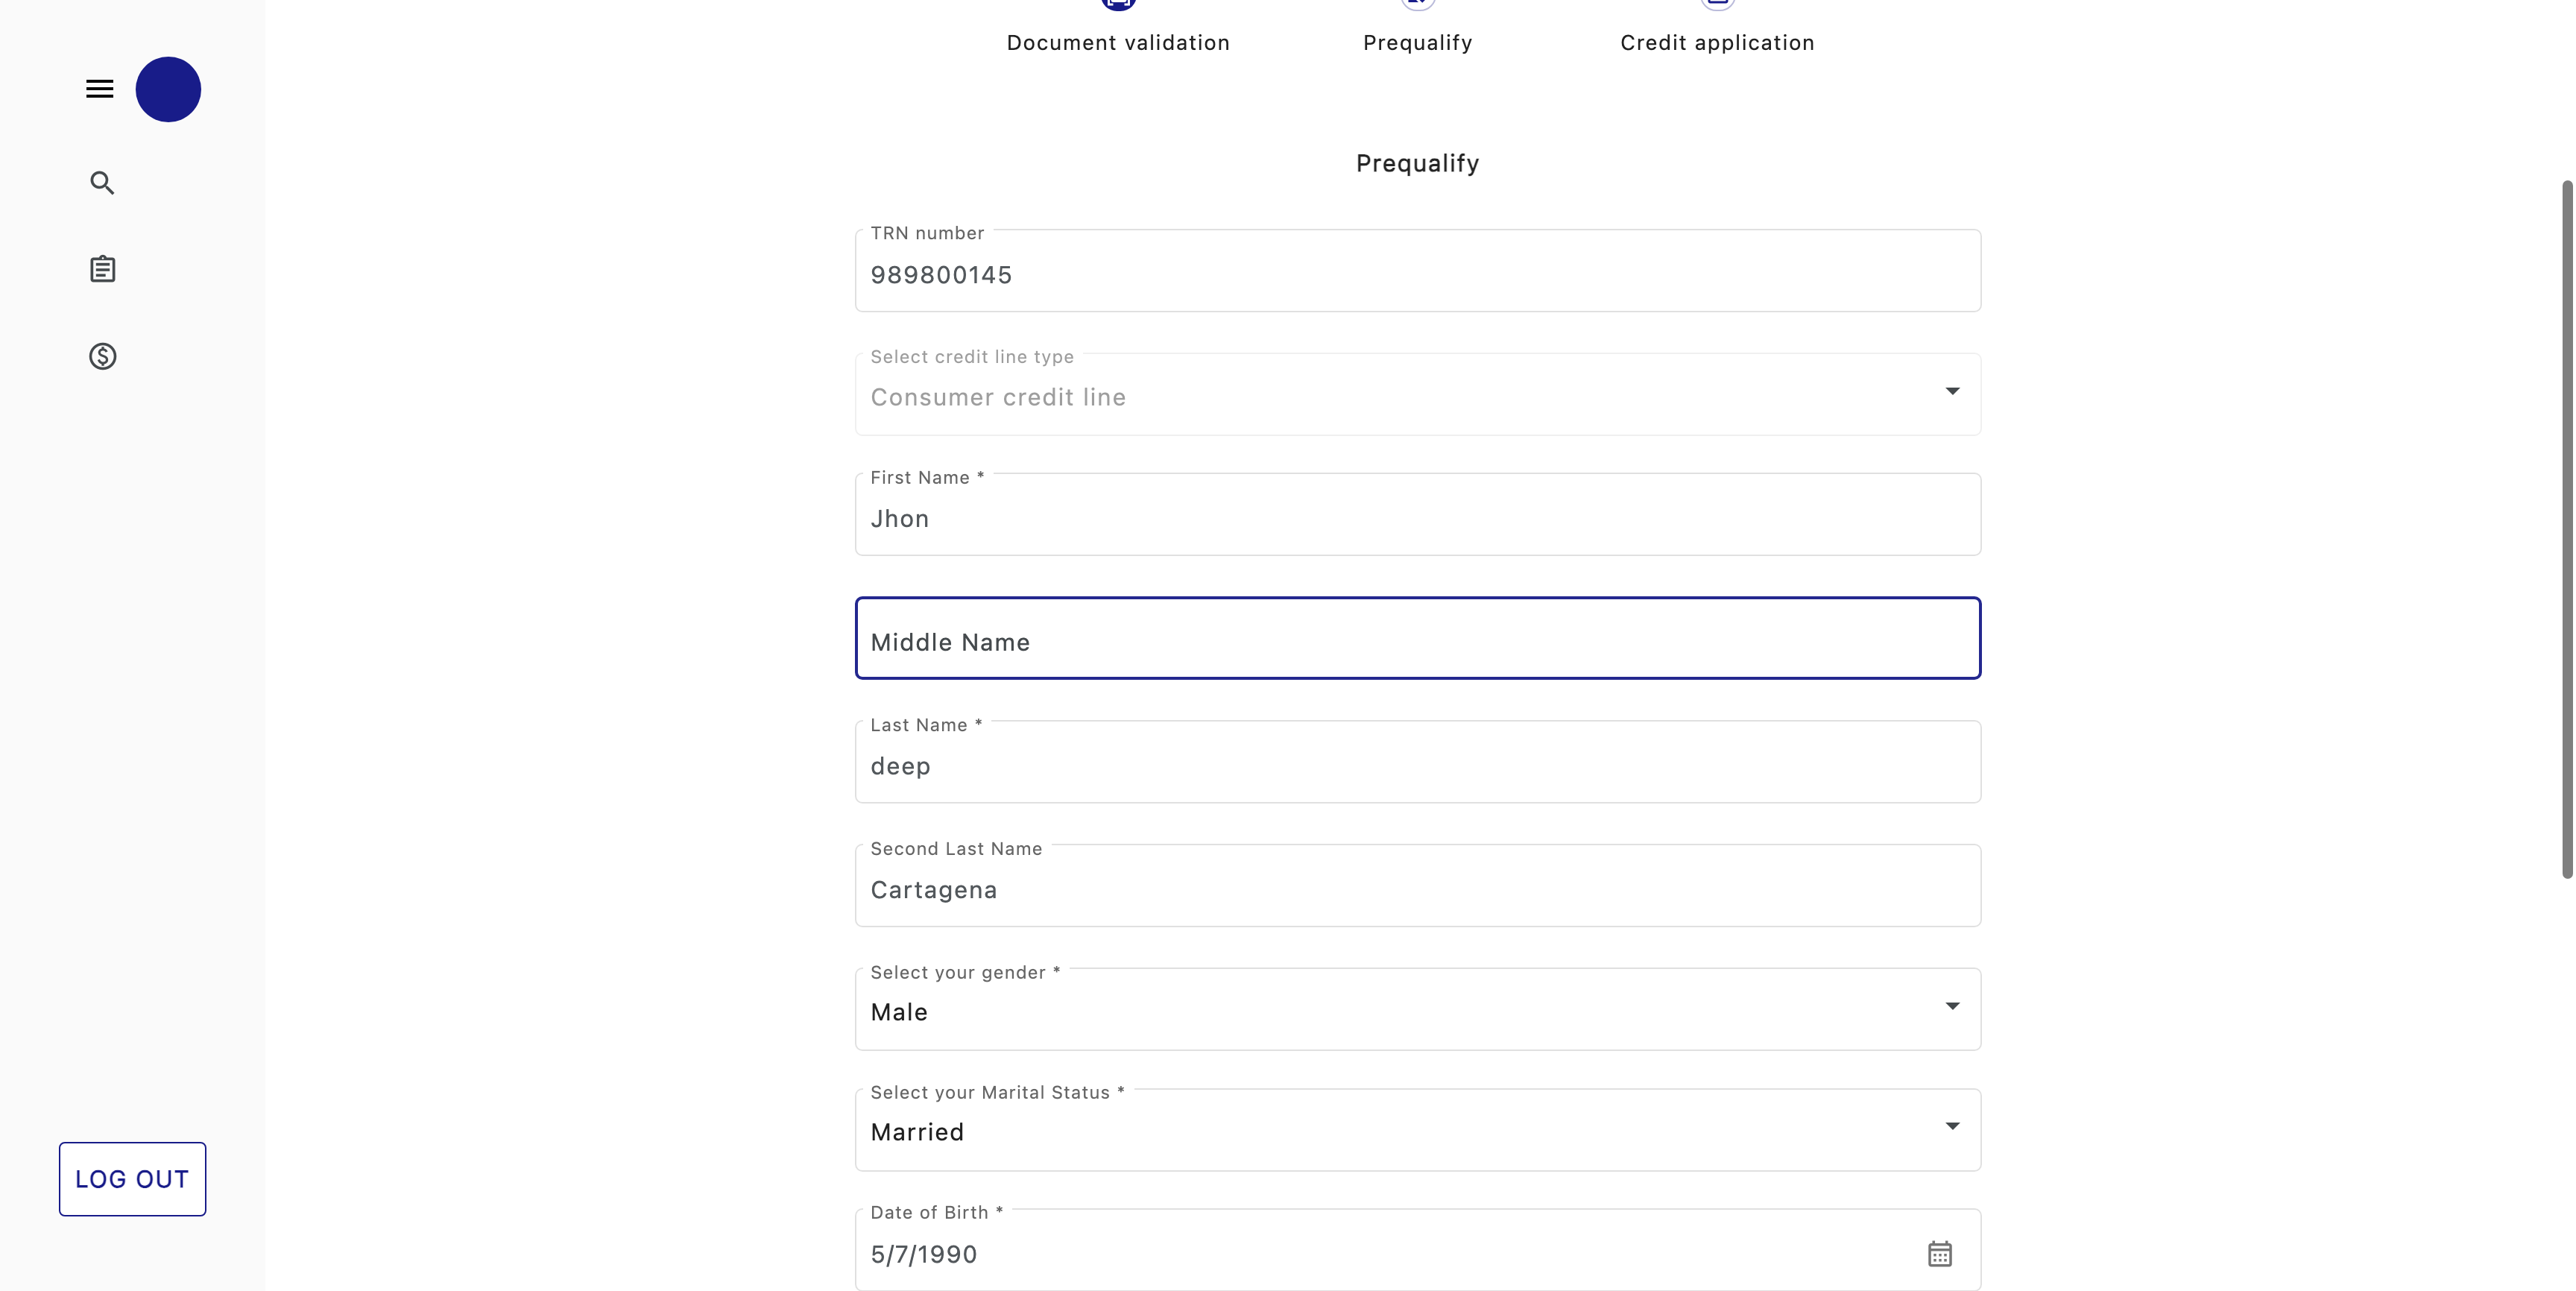 Document validation
Prequalify
Credit application
Prequalify
TRN number
989800145
Select credit line type
Consumer credit line
First Name *
Jhon
Middle Name
Last Name *
deep
Second Last Name
Cartagena
Select your gender *
Male
Select your Marital Status *
Married
Date of Birth *
5/7/1990
LOG OUT